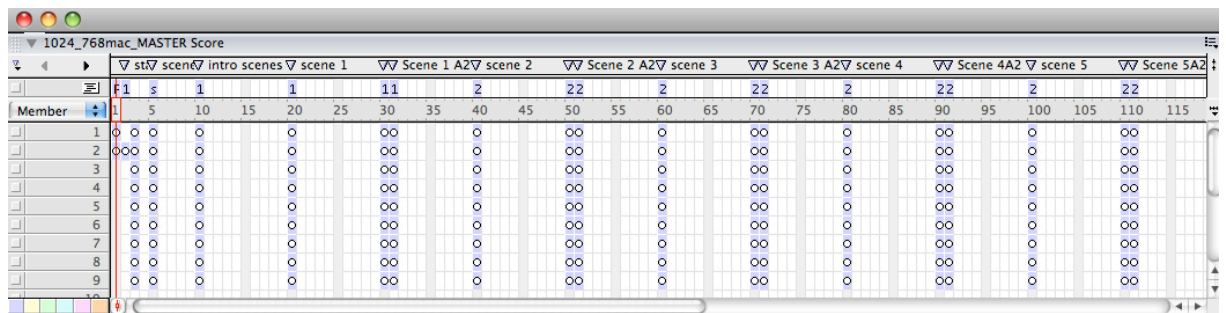 1024_768mac_MASTER Score
st scene intro scenes scene 1 Scene 1 A2 scene 2 Scene 2 A2 scene 3 Scene 3 A2 scene 4 Scene 4A2 scene 5 Scene 5A2
F1 s 1 1 11 2 22 2 22 2 22 2 22
Member 1 5 10 15 20 25 30 35 40 45 50 55 60 65 70 75 80 85 90 95 100 105 110 115
1
2
3
4
5
6
7
8
9